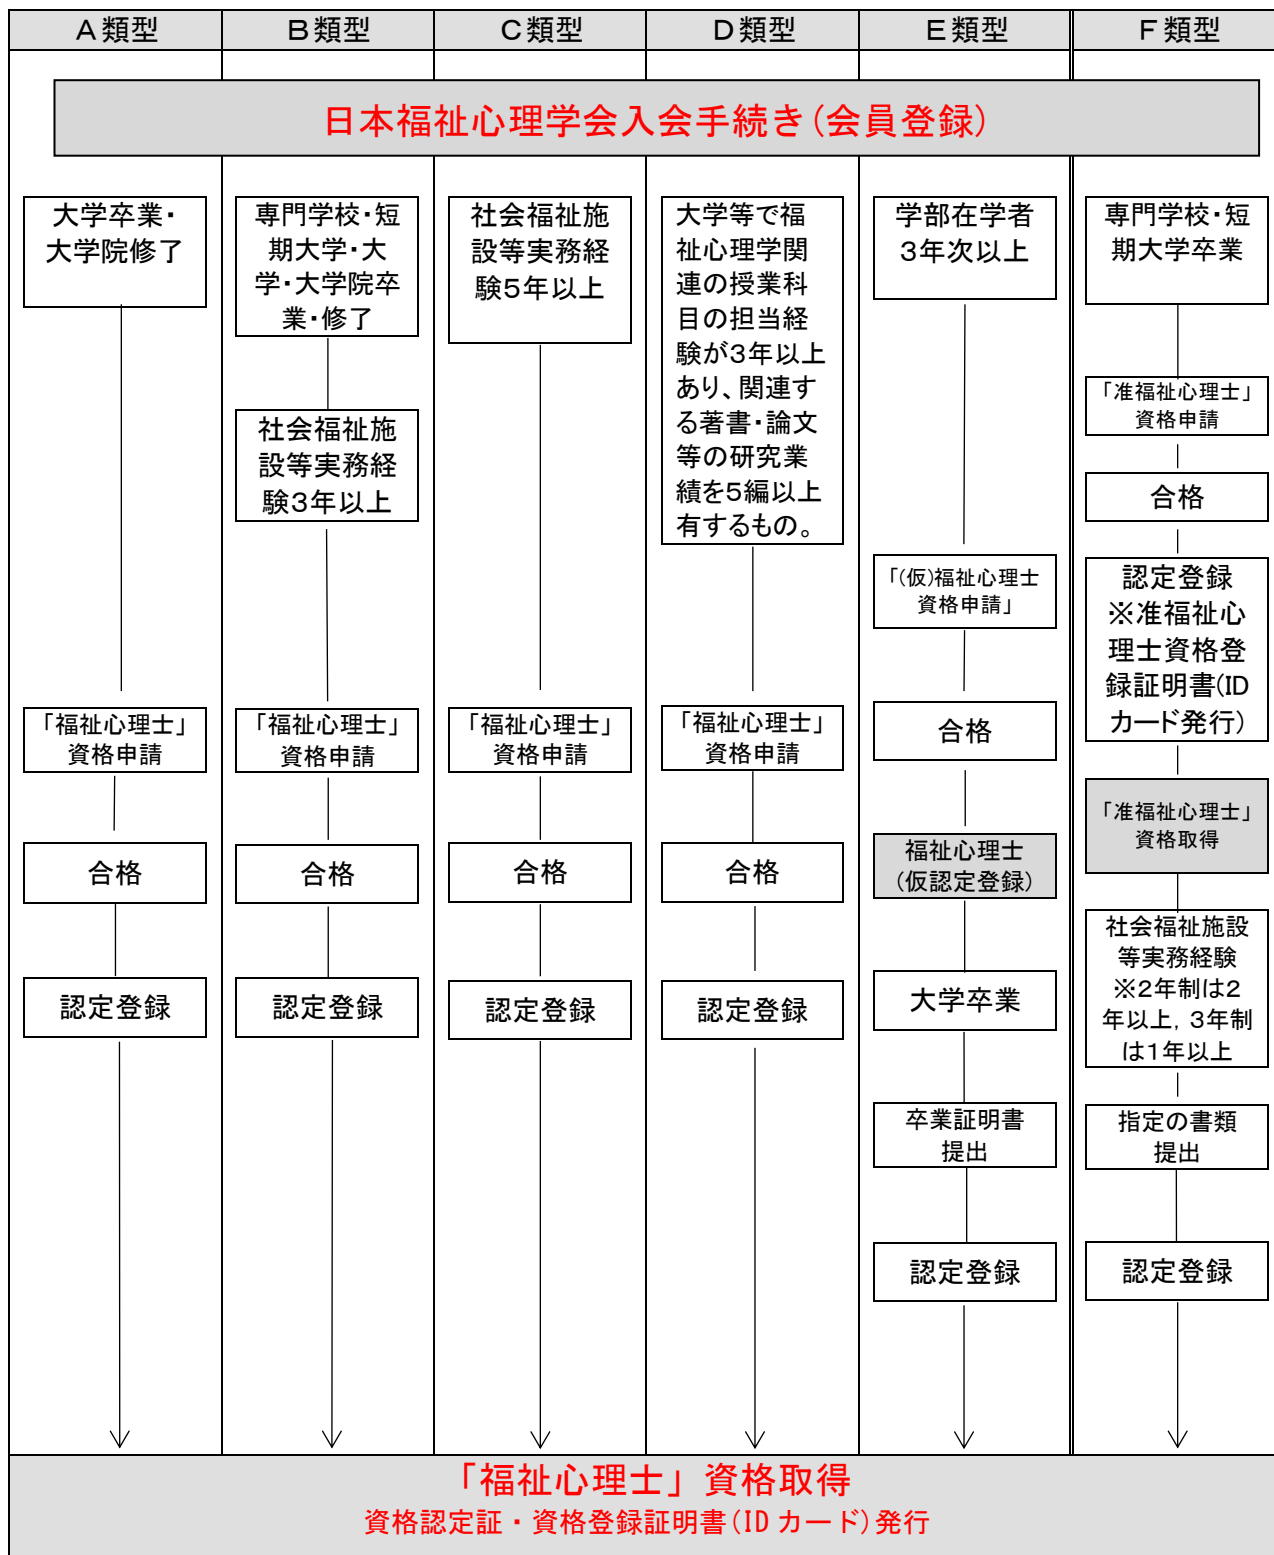 A類型
B類型
C類型
D類型
E類型
F類型
日本福祉心理学会入会手続き(会員登録)
大学卒業・
大学院修了
「福祉心理士」
資格申請
合格
認定登録
専門学校・短
期大学・大
学・大学院卒
業・修了
社会福祉施
設等実務経
験3年以上
「福祉心理士」
資格申請
合格
認定登録
社会福祉施
設等実務経
験5年以上
「福祉心理士」
資格申請
合格
認定登録
大学等で福
祉心理学関
連の授業科
目の担当経
験が3年以上
あり、関連す
る著書・論文
等の研究業
績を5編以上
有するもの。
「福祉心理士」
資格申請
合格
認定登録
学部在学者
3年次以上
「(仮)福祉心理士
資格申請」
合格
福祉心理士
(仮認定登録)
大学卒業
卒業証明書
提出
認定登録
専門学校・短
期大学卒業
「准福祉心理士」
資格申請
合格
認定登録
※准福祉心
理士資格登
録証明書(ID
カード発行)
「准福祉心理士」
資格取得
社会福祉施設
等実務経験
※2年制は2
年以上，3年制
は1年以上
指定の書類
提出
認定登録
「福祉心理士」資格取得
資格認定証・資格登録証明書(IDカード)発行